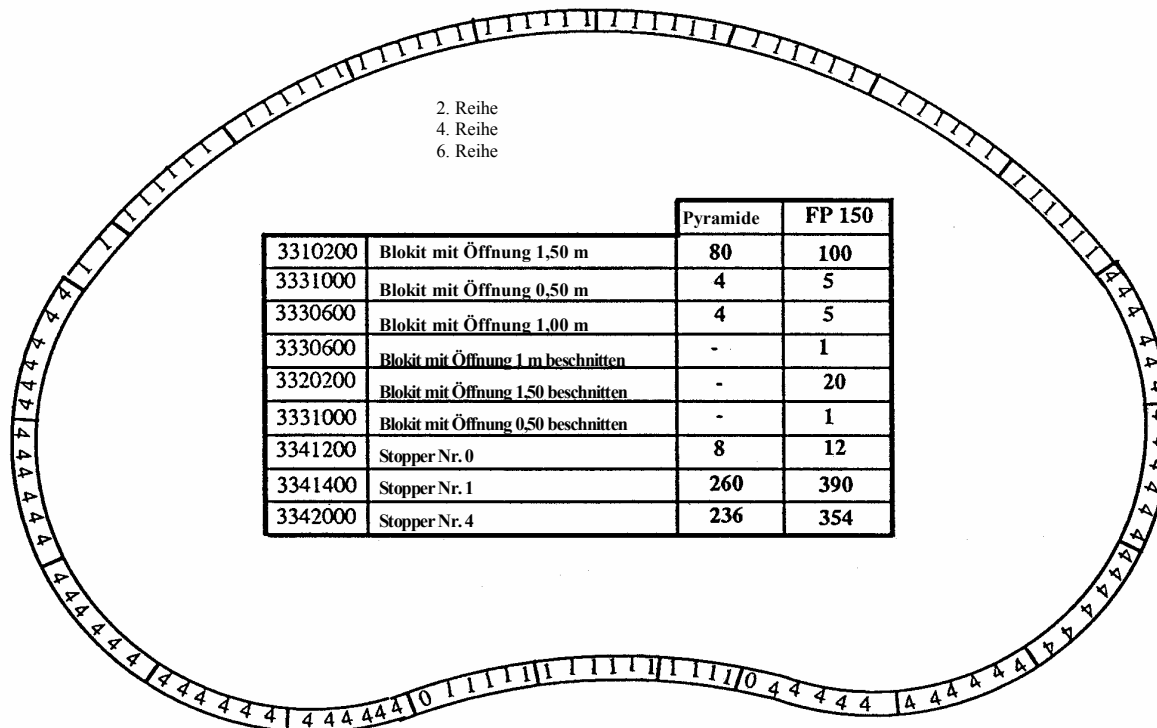 2. Reihe
4. Reihe
6. Reihe
Pyramide FP 150
3310200 Blokit mit Öffnung 1,50 m 80 100
3331000 Blokit mit Öffnung 0,50 m 4 5
3330600 Blokit mit Öffnung 1,00 m 4 5
3330600 Blokit mit Öffnung 1 m beschnitten - 1
3320200 Blokit mit Öffnung 1,50 beschnitten - 20
3331000 Blokit mit Öffnung 0,50 beschnitten - 1
3341200 Stopper Nr. 0 8 12
3341400 Stopper Nr. 1 260 390
3342000 Stopper Nr. 4 236 354